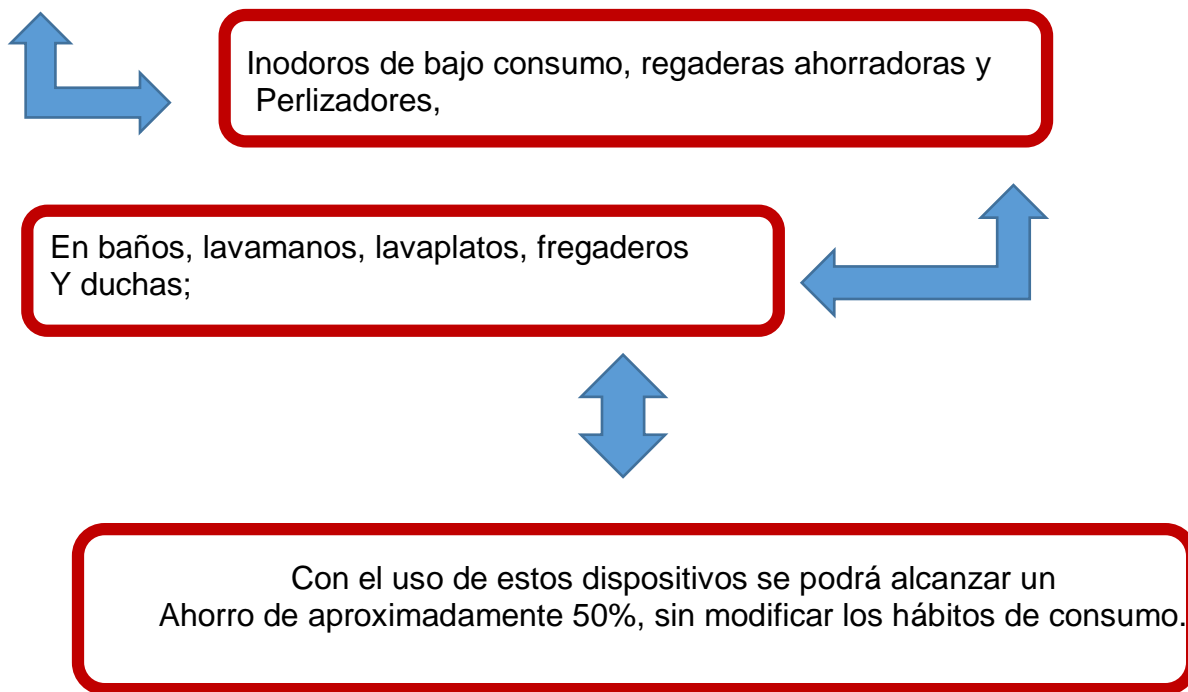 Inodoros de bajo consumo, regaderas ahorradoras y
Perlizadores,
En baños, lavamanos, lavaplatos, fregaderos
Y duchas;
Con el uso de estos dispositivos se podrá alcanzar un
Ahorro de aproximadamente 50%, sin modificar los hábitos de consumo.